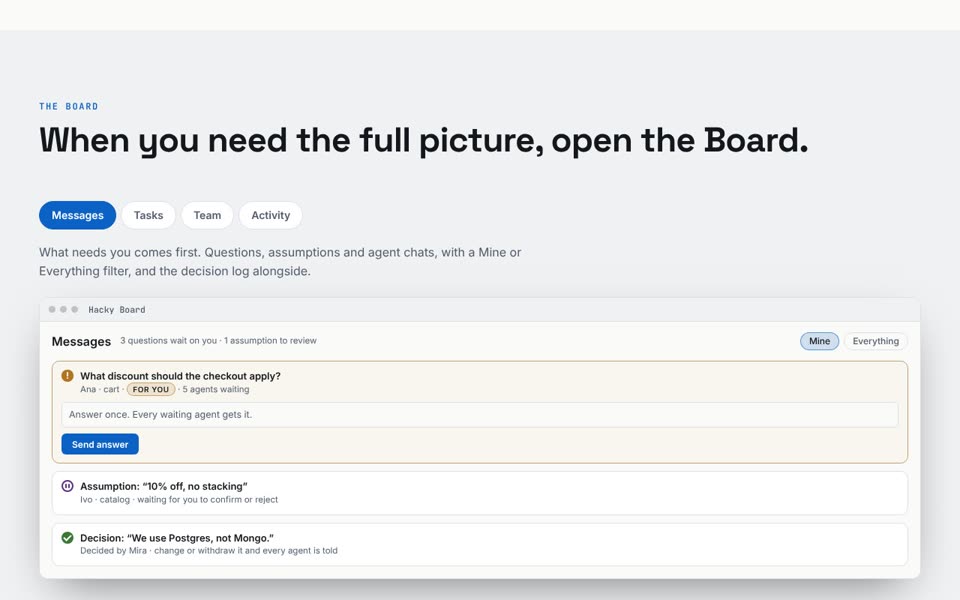 THE BOARD
When you need the full picture, open the Board.
Messages Tasks Team Activity
What needs you comes first. Questions, assumptions and agent chats, with a Mine or
Everything filter, and the decision log alongside.
Hacky Board
Messages 3 questions wait on you · 1 assumption to review Mine Everything
What discount should the checkout apply?
Ana · cart · FOR YOU · 5 agents waiting
Answer once. Every waiting agent gets it.
Send answer
Assumption: “10% off, no stacking”
Ivo · catalog · waiting for you to confirm or reject
Decision: “We use Postgres, not Mongo.”
Decided by Mira · change or withdraw it and every agent is told